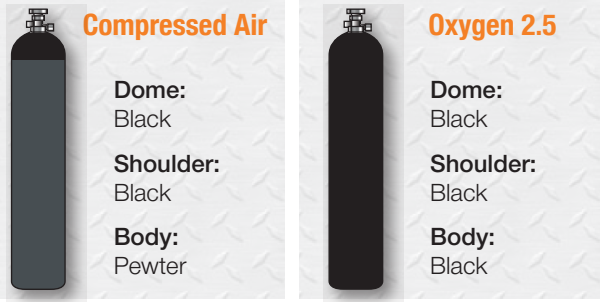 Compressed Air
Dome:
Black
Shoulder:
Black
Body:
Pewter
Oxygen 2.5
Dome:
Black
Shoulder:
Black
Body:
Black